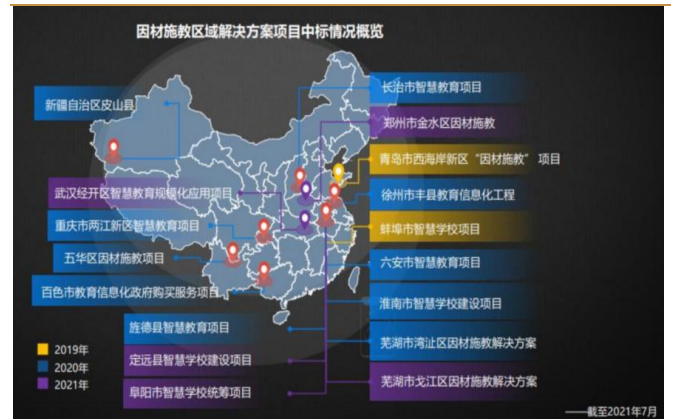 因材施教区域解决方案项目中标情况概览
新疆自治区皮山县
武汉经开区智慧教育规模化应用项目
重庆市两江新区智慧教育项目
五华区因材施教项目
百色市教育信息化政府购买服务项目
旌德县智慧教育项目
定远县智慧学校建设项目
阜阳市智慧学校统筹项目
长治市智慧教育项目
郑州市金水区因材施教
青岛市西海岸新区“因材施教”项目
徐州市丰县教育信息化工程
蚌埠市智慧学校项目
六安市智慧教育项目
淮南市智慧学校建设项目
芜湖市湾沚区因材施教解决方案
芜湖市弋江区因材施教解决方案
2019年
2020年
2021年
——截至2021年7月